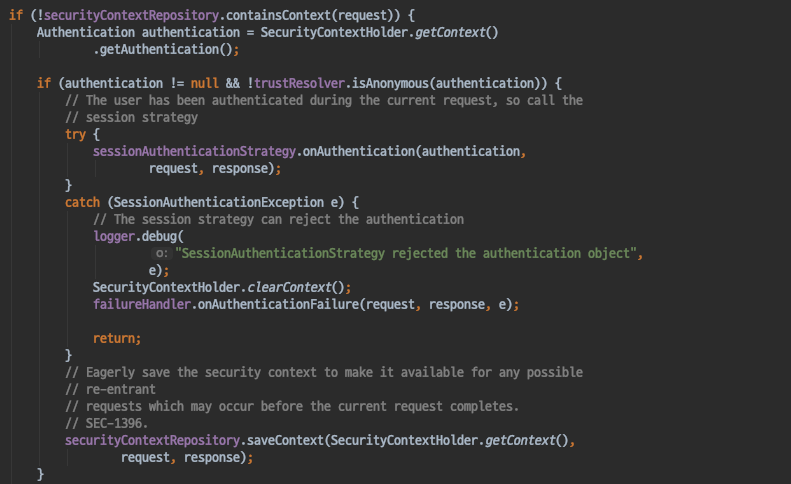 if (!securityContextRepository.containsContext(request)) {
Authentication authentication = SecurityContextHolder.getContext()
.getAuthentication();
if (authentication != null && !trustResolver.isAnonymous(authentication)) {
// The user has been authenticated during the current request, so call the
// session strategy
try {
sessionAuthenticationStrategy.onAuthentication(authentication,
request, response);
}
catch (SessionAuthenticationException e) {
// The session strategy can reject the authentication
logger.debug(
o: "SessionAuthenticationStrategy rejected the authentication object",
e);
SecurityContextHolder.clearContext();
failureHandler.onAuthenticationFailure(request, response, e);
return;
}
// Eagerly save the security context to make it available for any possible
// re-entrant
// requests which may occur before the current request completes.
// SEC-1396.
securityContextRepository.saveContext(SecurityContextHolder.getContext(),
request, response);
}